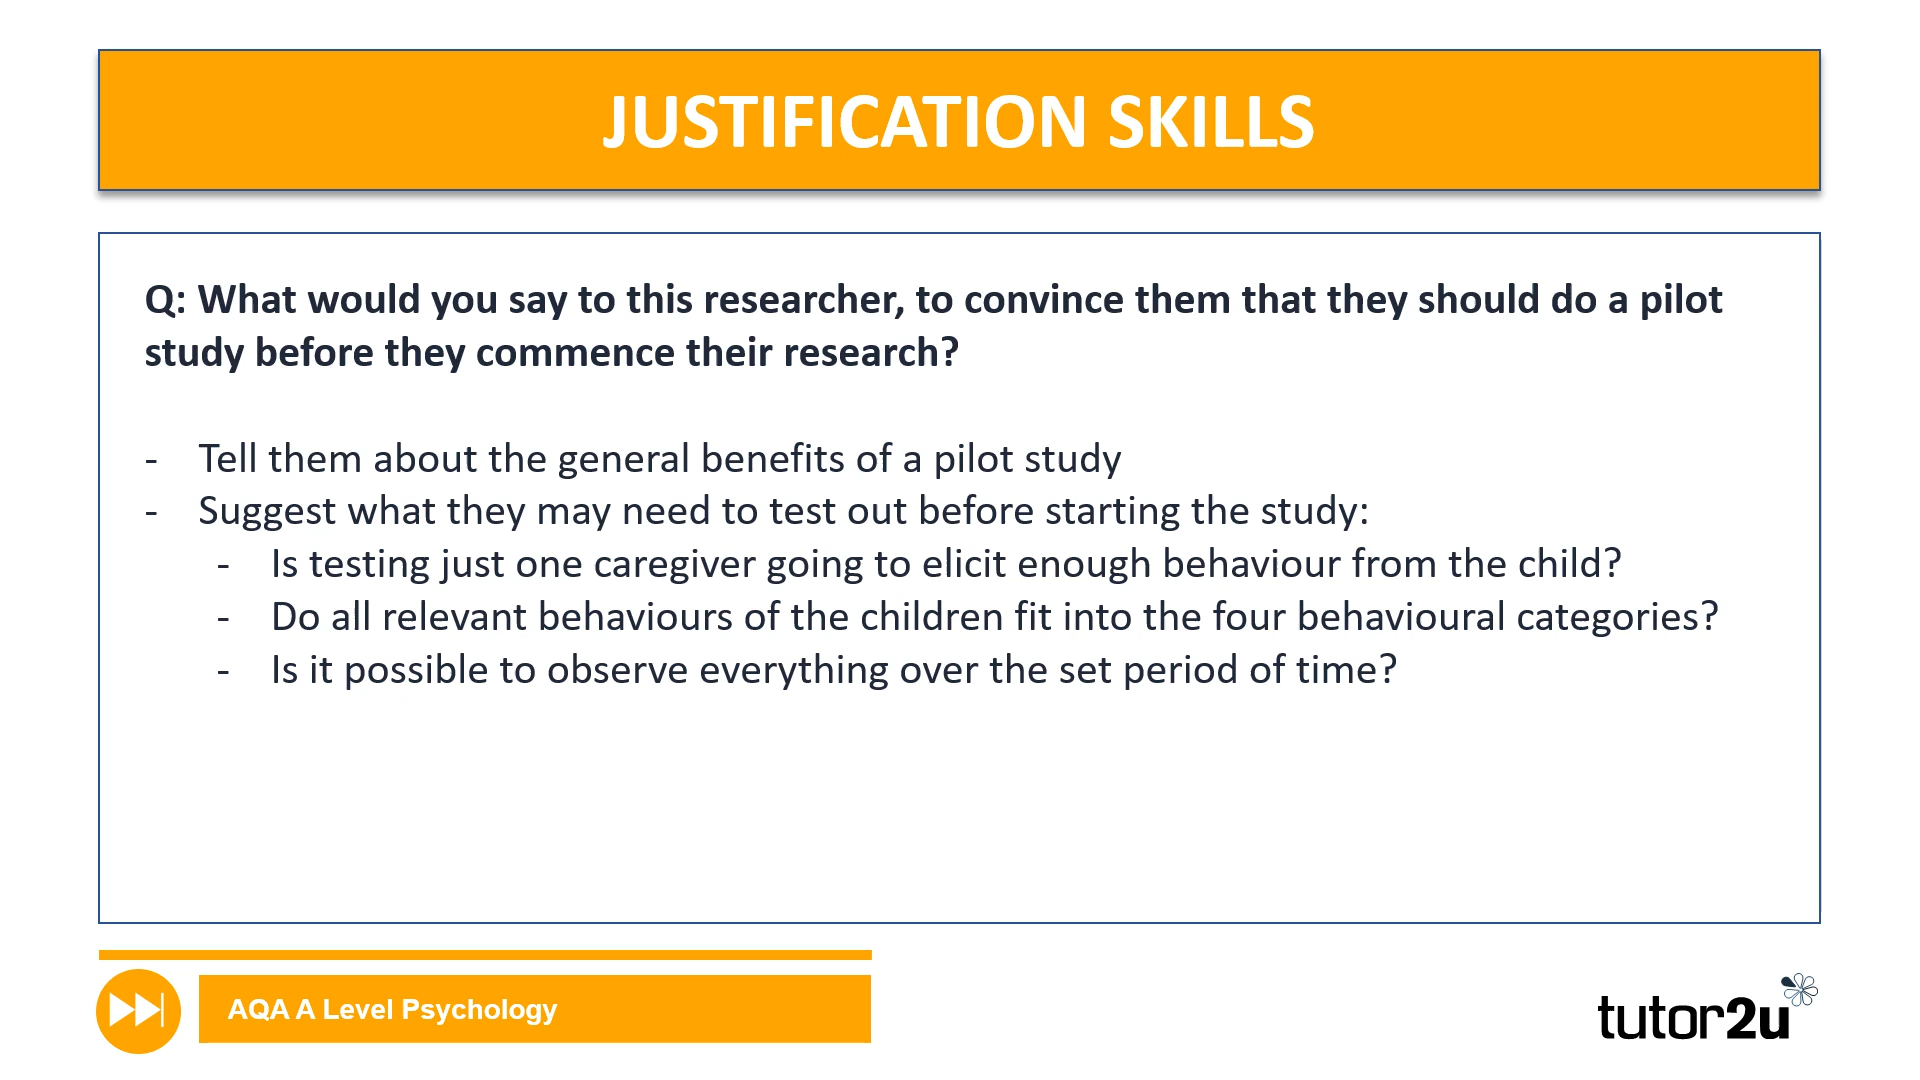 JUSTIFICATION SKILLS
Q: What would you say to this researcher, to convince them that they should do a pilot
study before they commence their research?
- Tell them about the general benefits of a pilot study
- Suggest what they may need to test out before starting the study:
- Is testing just one caregiver going to elicit enough behaviour from the child?
- Do all relevant behaviours of the children fit into the four behavioural categories?
- Is it possible to observe everything over the set period of time?
AQA A Level Psychology
tutor2u